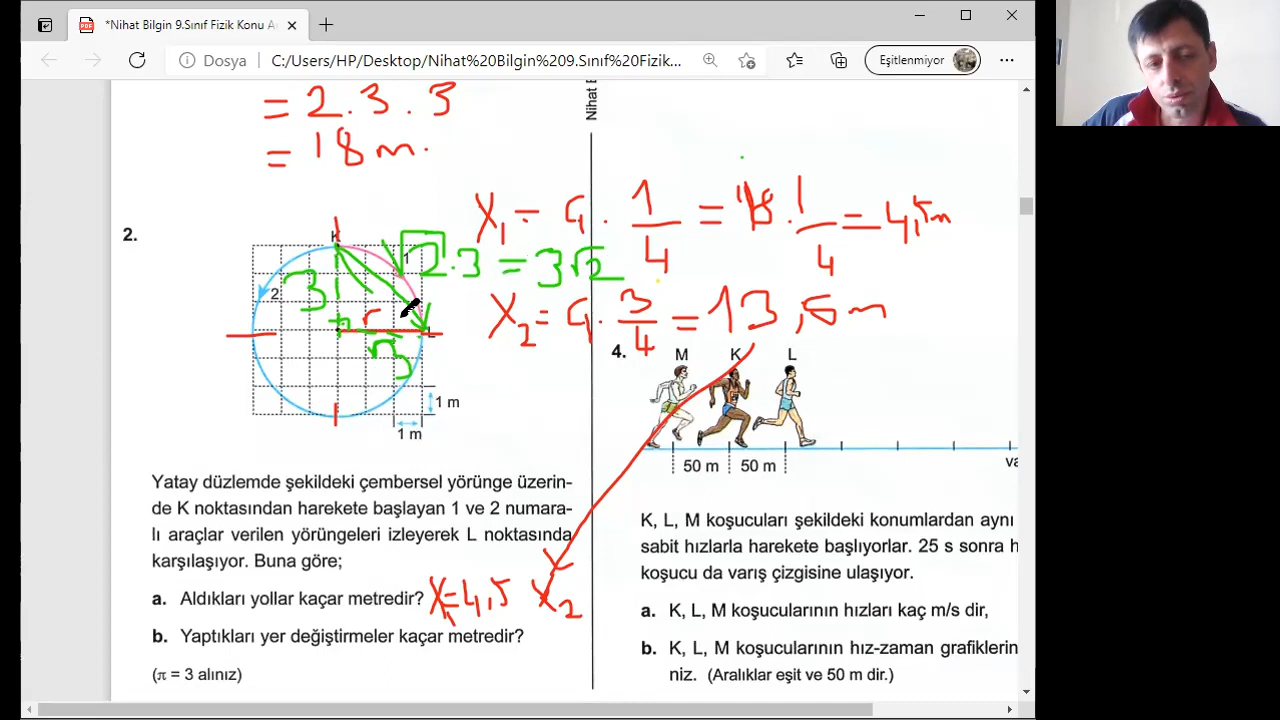 *Nihat Bilgin 9.Sınıf Fizik Konu A
Dosya
C:/Users/HP/Desktop/Nihat%20Bilgin%209.Sınıf%20Fizik...
Eşitlenmiyor
= 2.3.3
= 18 m.
Nihat B
2.
K
1
2
r
3
3
1 m
1 m
√2.3 = 3√2
X1 = Ç . 1/4 = 18 . 1/4 = 4,5m
X2 = Ç . 3/4 = 13,5 m
Yatay düzlemde şekildeki çembersel yörünge üzerin-
de K noktasından harekete başlayan 1 ve 2 numara-
lı araçlar verilen yörüngeleri izleyerek L noktasında
karşılaşıyor. Buna göre;
a. Aldıkları yollar kaçar metredir? X1=4,5 X2
b. Yaptıkları yer değiştirmeler kaçar metredir?
(π = 3 alınız)
4.
M K L
50 m 50 m
va
K, L, M koşucuları şekildeki konumlardan aynı
sabit hızlarla harekete başlıyorlar. 25 s sonra h
koşucu da varış çizgisine ulaşıyor.
a. K, L, M koşucularının hızları kaç m/s dir,
b. K, L, M koşucularının hız-zaman grafiklerin
niz. (Aralıklar eşit ve 50 m dir.)